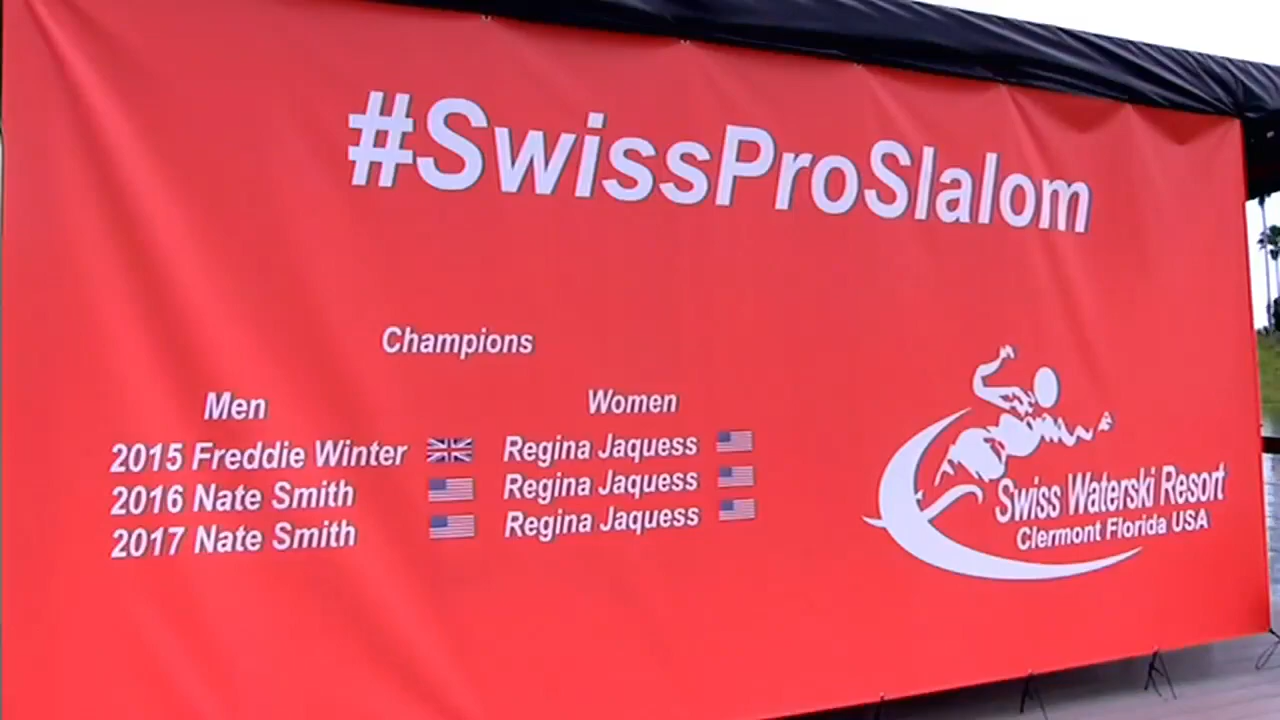 #SwissProSlalom
Champions
Men
Women
2015 Freddie Winter
Regina Jaquess
2016 Nate Smith
Regina Jaquess
2017 Nate Smith
Regina Jaquess
Swiss Waterski Resort
Clermont Florida USA